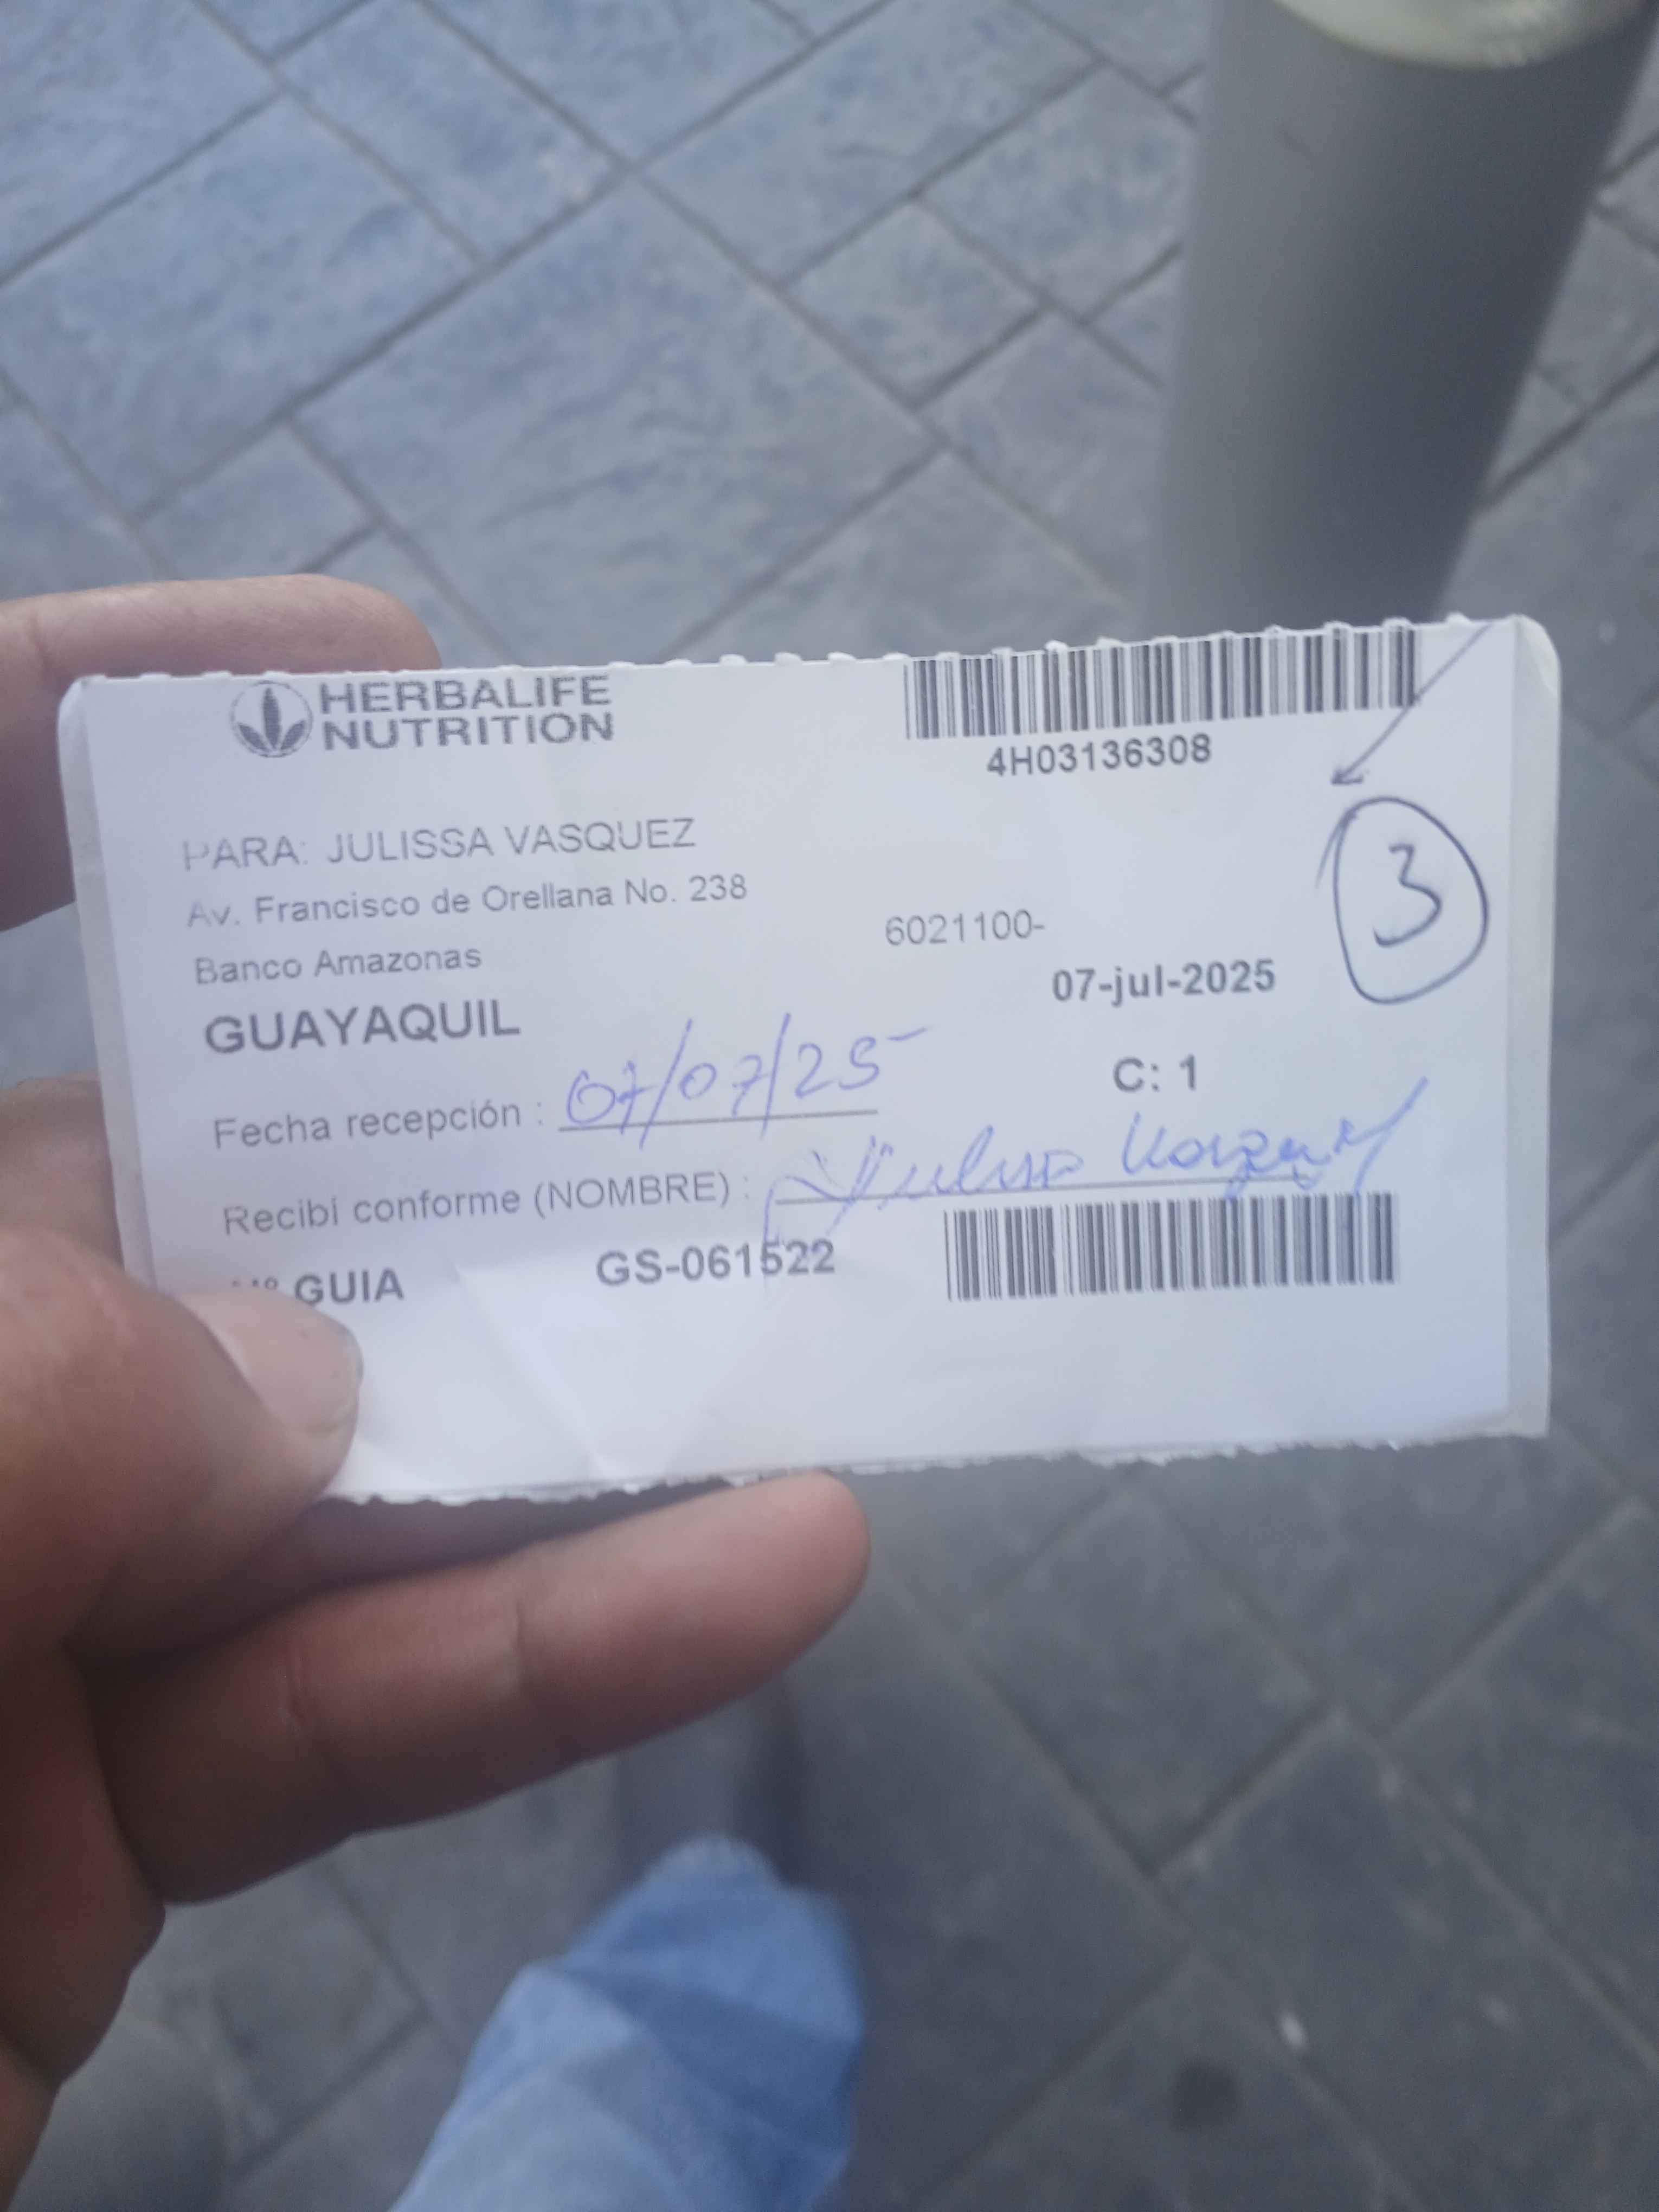 HERBALIFE
NUTRITION
4H03136308
PARA: JULISSA VASQUEZ
Av. Francisco de Orellana No. 238
3
6021100-
Banco Amazonas
07-jul-2025
GUAYAQUIL
C: 1
Fecha recepción : 07/07/25
Recibí conforme (NOMBRE) :
GUIA GS-061522